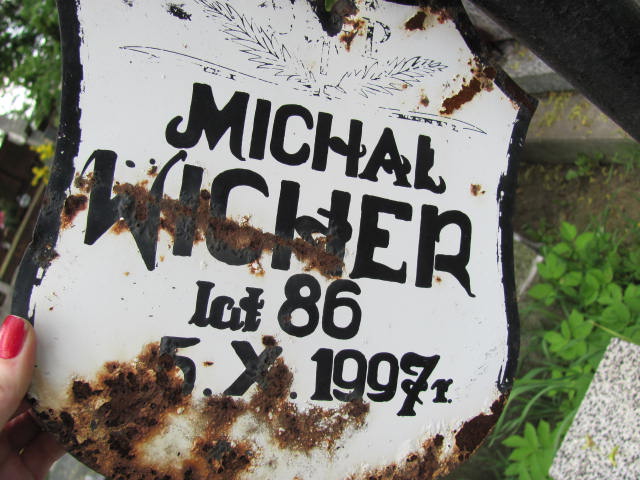 MICHAŁ
WICHER
lat 86
5.X.1997r.